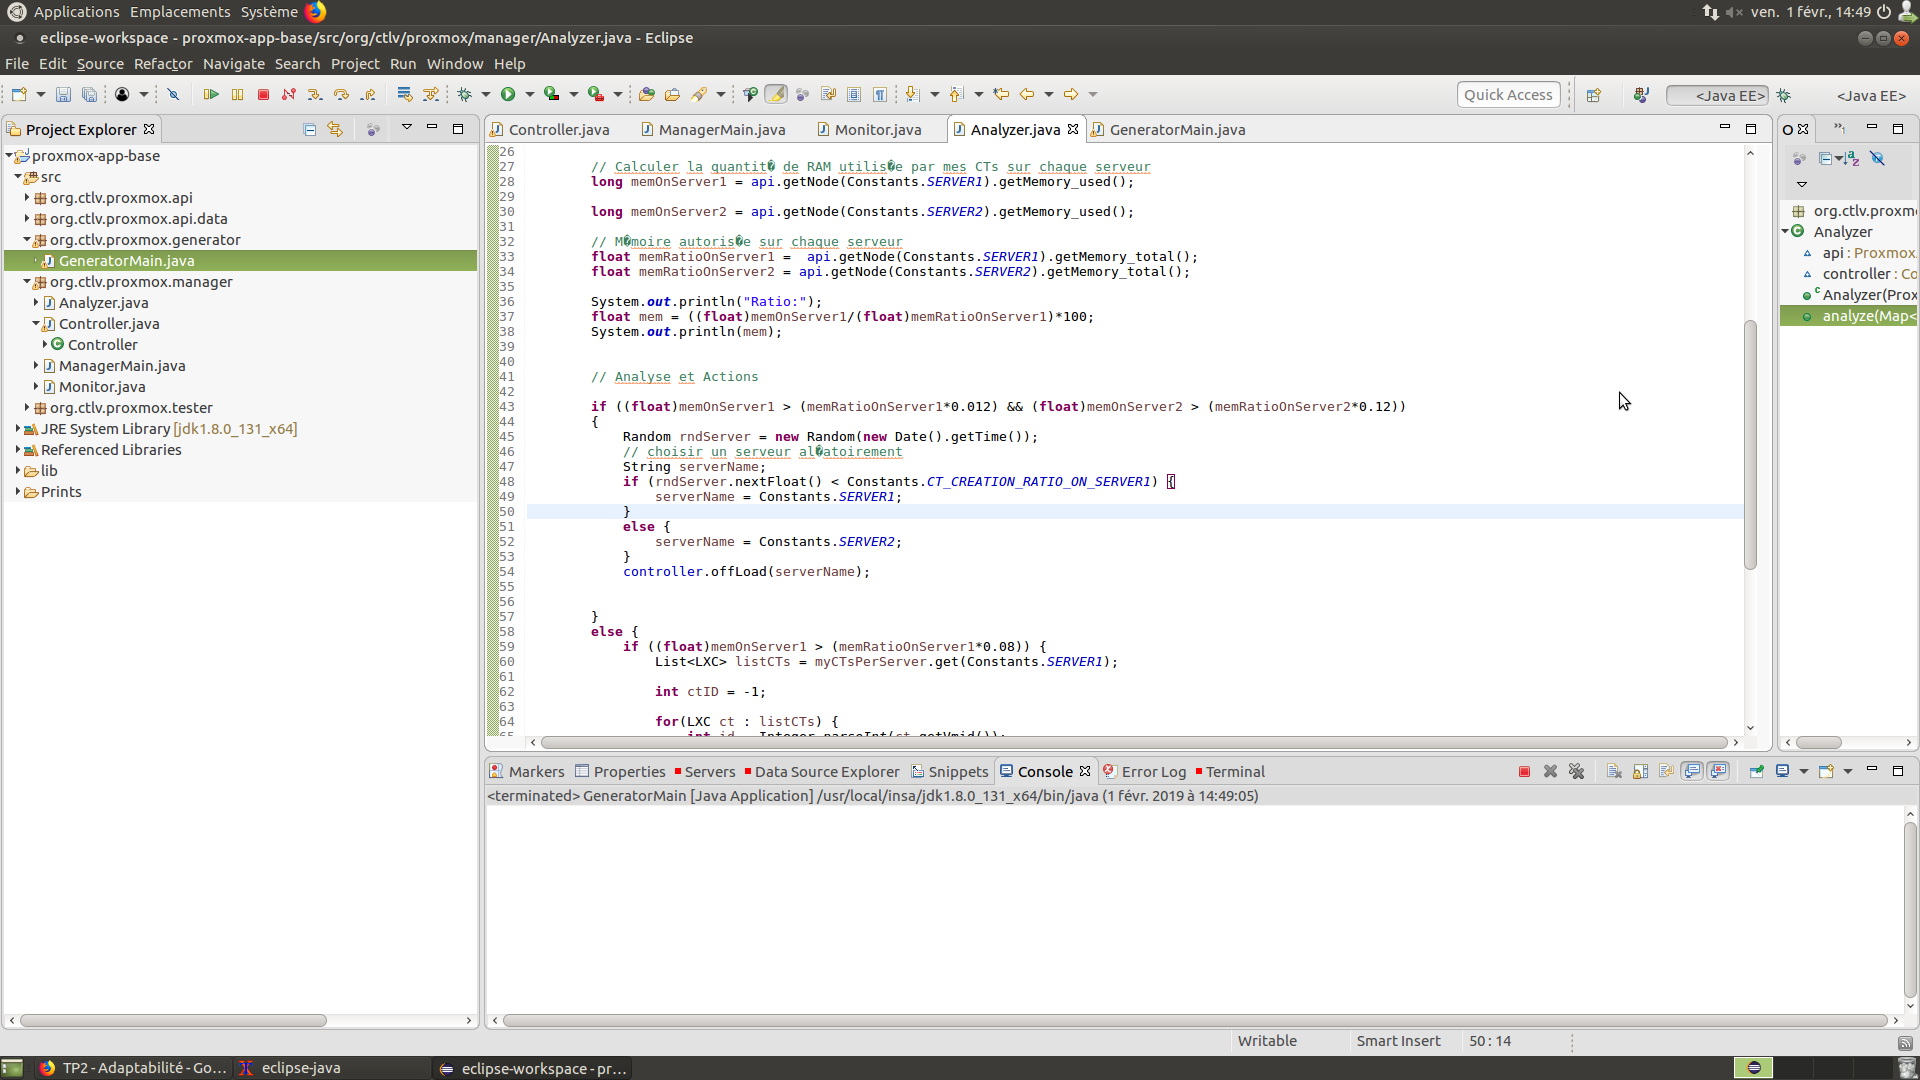 Applications Emplacements Système
ven. 1 févr., 14:49
eclipse-workspace - proxmox-app-base/src/org/ctlv/proxmox/manager/Analyzer.java - Eclipse
File Edit Source Refactor Navigate Search Project Run Window Help
Quick Access
<Java EE>
<Java EE>
Project Explorer
proxmox-app-base
src
org.ctlv.proxmox.api
org.ctlv.proxmox.api.data
org.ctlv.proxmox.generator
GeneratorMain.java
org.ctlv.proxmox.manager
Analyzer.java
Controller.java
Controller
ManagerMain.java
Monitor.java
org.ctlv.proxmox.tester
JRE System Library [jdk1.8.0_131_x64]
Referenced Libraries
lib
Prints
Controller.java ManagerMain.java Monitor.java Analyzer.java GeneratorMain.java
26
27 // Calculer la quantit� de RAM utilis�e par mes CTs sur chaque serveur
28 long memOnServer1 = api.getNode(Constants.SERVER1).getMemory_used();
29
30 long memOnServer2 = api.getNode(Constants.SERVER2).getMemory_used();
31
32 // M�moire autoris�e sur chaque serveur
33 float memRatioOnServer1 =  api.getNode(Constants.SERVER1).getMemory_total();
34 float memRatioOnServer2 = api.getNode(Constants.SERVER2).getMemory_total();
35
36 System.out.println("Ratio:");
37 float mem = ((float)memOnServer1/(float)memRatioOnServer1)*100;
38 System.out.println(mem);
39
40
41 // Analyse et Actions
42
43 if ((float)memOnServer1 > (memRatioOnServer1*0.012) && (float)memOnServer2 > (memRatioOnServer2*0.12))
44 {
45 Random rndServer = new Random(new Date().getTime());
46 // choisir un serveur al�atoirement
47 String serverName;
48 if (rndServer.nextFloat() < Constants.CT_CREATION_RATIO_ON_SERVER1) {
49 serverName = Constants.SERVER1;
50 }
51 else {
52 serverName = Constants.SERVER2;
53 }
54 controller.offLoad(serverName);
55
56
57 }
58 else {
59 if ((float)memOnServer1 > (memRatioOnServer1*0.08)) {
60 List<LXC> listCTs = myCTsPerServer.get(Constants.SERVER1);
61
62 int ctID = -1;
63
64 for(LXC ct : listCTs) {
65 int id = Integer.parseInt(ct.getVmid());
O
org.ctlv.proxm
Analyzer
api : Proxmox
controller : Co
Analyzer(Prox
analyze(Map<
Markers Properties Servers Data Source Explorer Snippets Console Error Log Terminal
<terminated> GeneratorMain [Java Application] /usr/local/insa/jdk1.8.0_131_x64/bin/java (1 févr. 2019 à 14:49:05)
Writable Smart Insert 50 : 14
TP2 - Adaptabilité - Go... eclipse-java eclipse-workspace - pr...